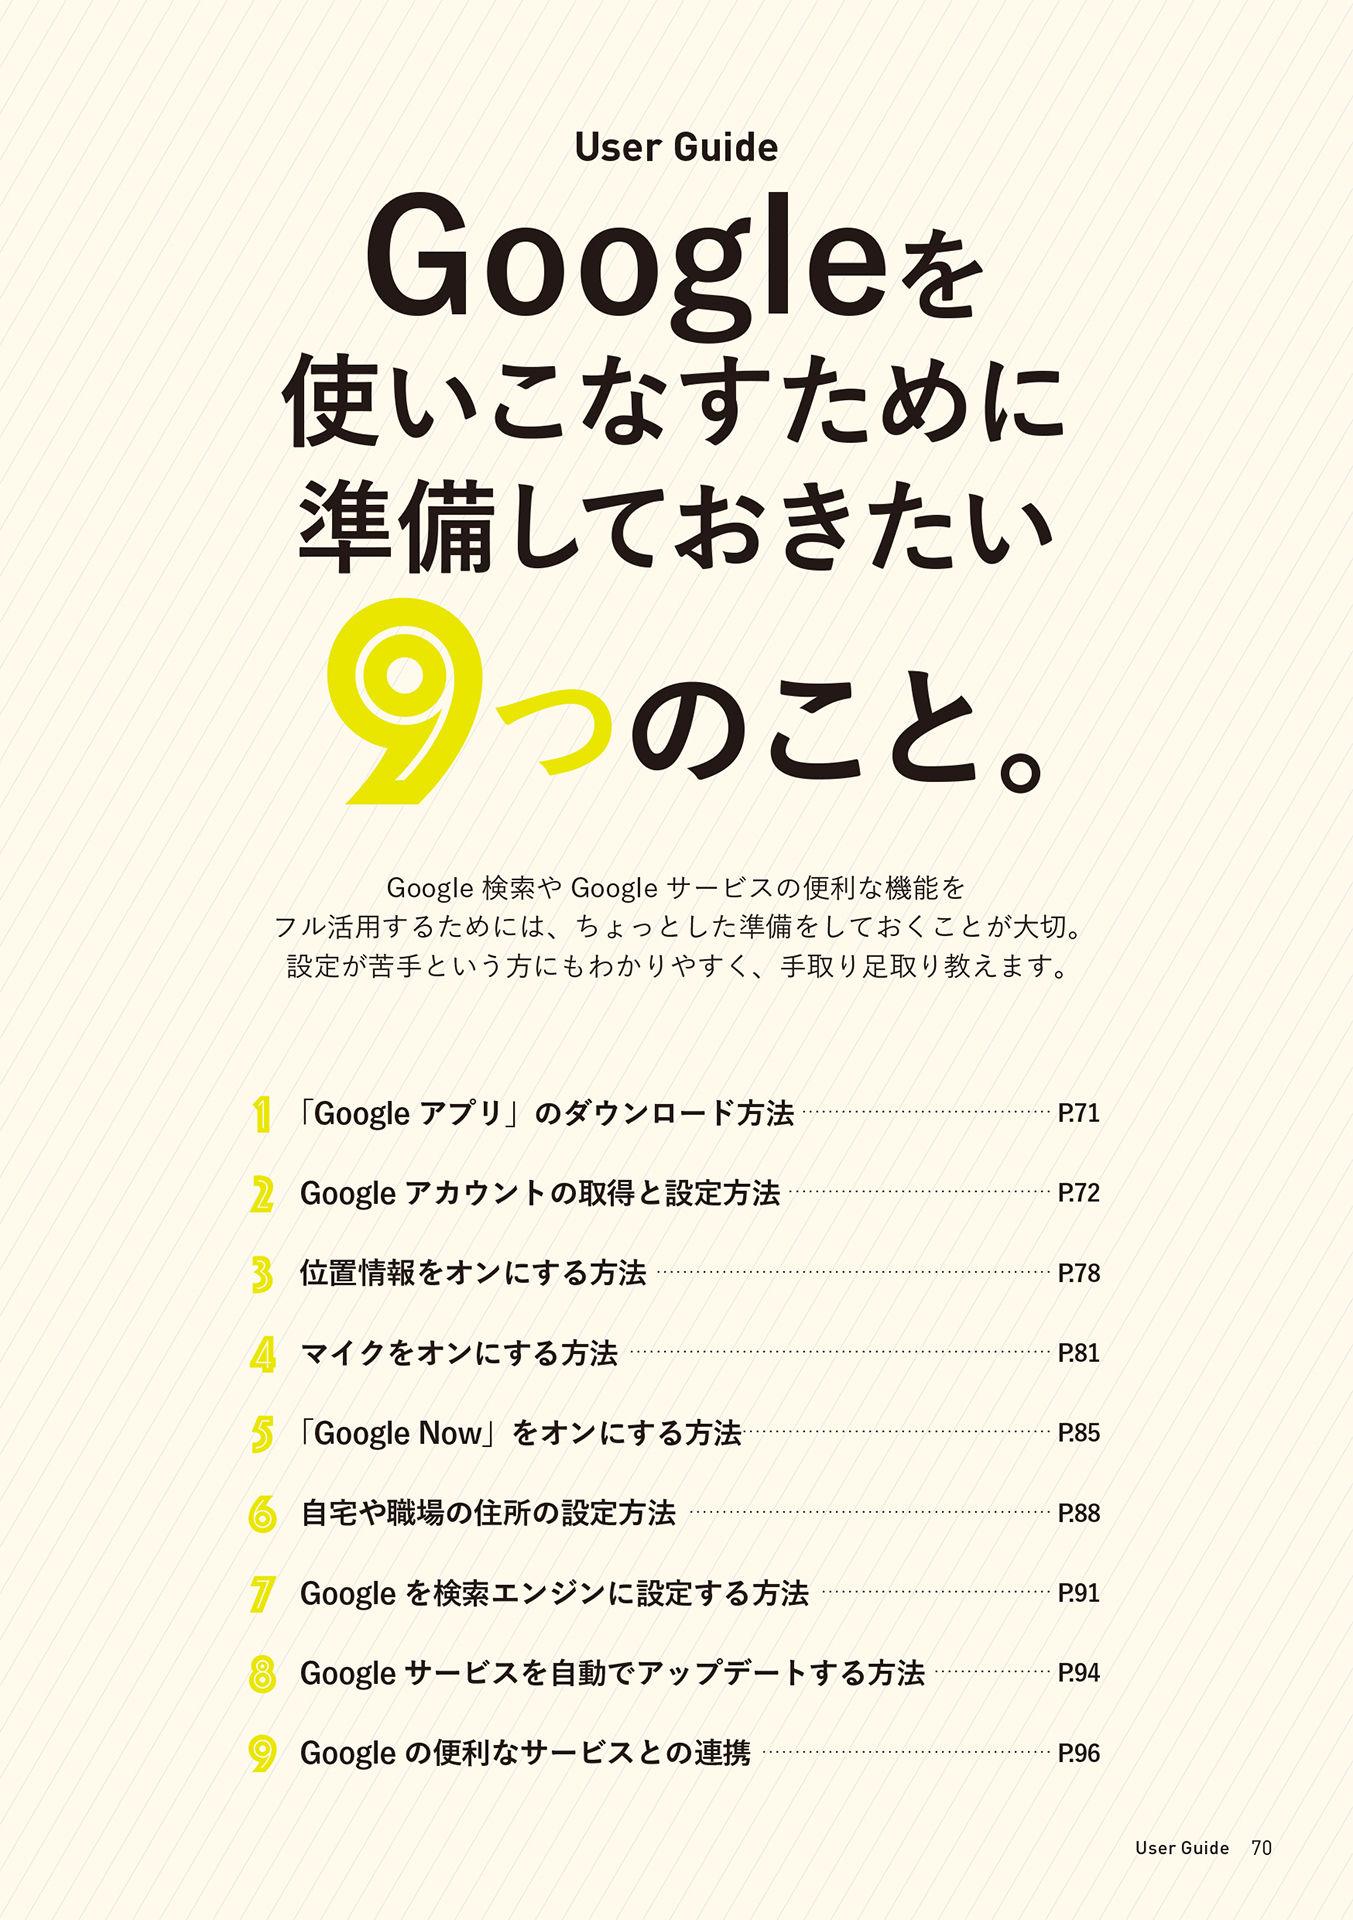 User Guide
Googleを
使いこなすために
準備しておきたい
9つのこと。
Google 検索や Google サービスの便利な機能を
フル活用するためには、ちょっとした準備をしておくことが大切。
設定が苦手という方にもわかりやすく、手取り足取り教えます。
1 「Google アプリ」のダウンロード方法 P.71
2 Google アカウントの取得と設定方法 P.72
3 位置情報をオンにする方法 P.78
4 マイクをオンにする方法 P.81
5 「Google Now」をオンにする方法 P.85
6 自宅や職場の住所の設定方法 P.88
7 Google を検索エンジンに設定する方法 P.91
8 Google サービスを自動でアップデートする方法 P.94
9 Google の便利なサービスとの連携 P.96
User Guide 70